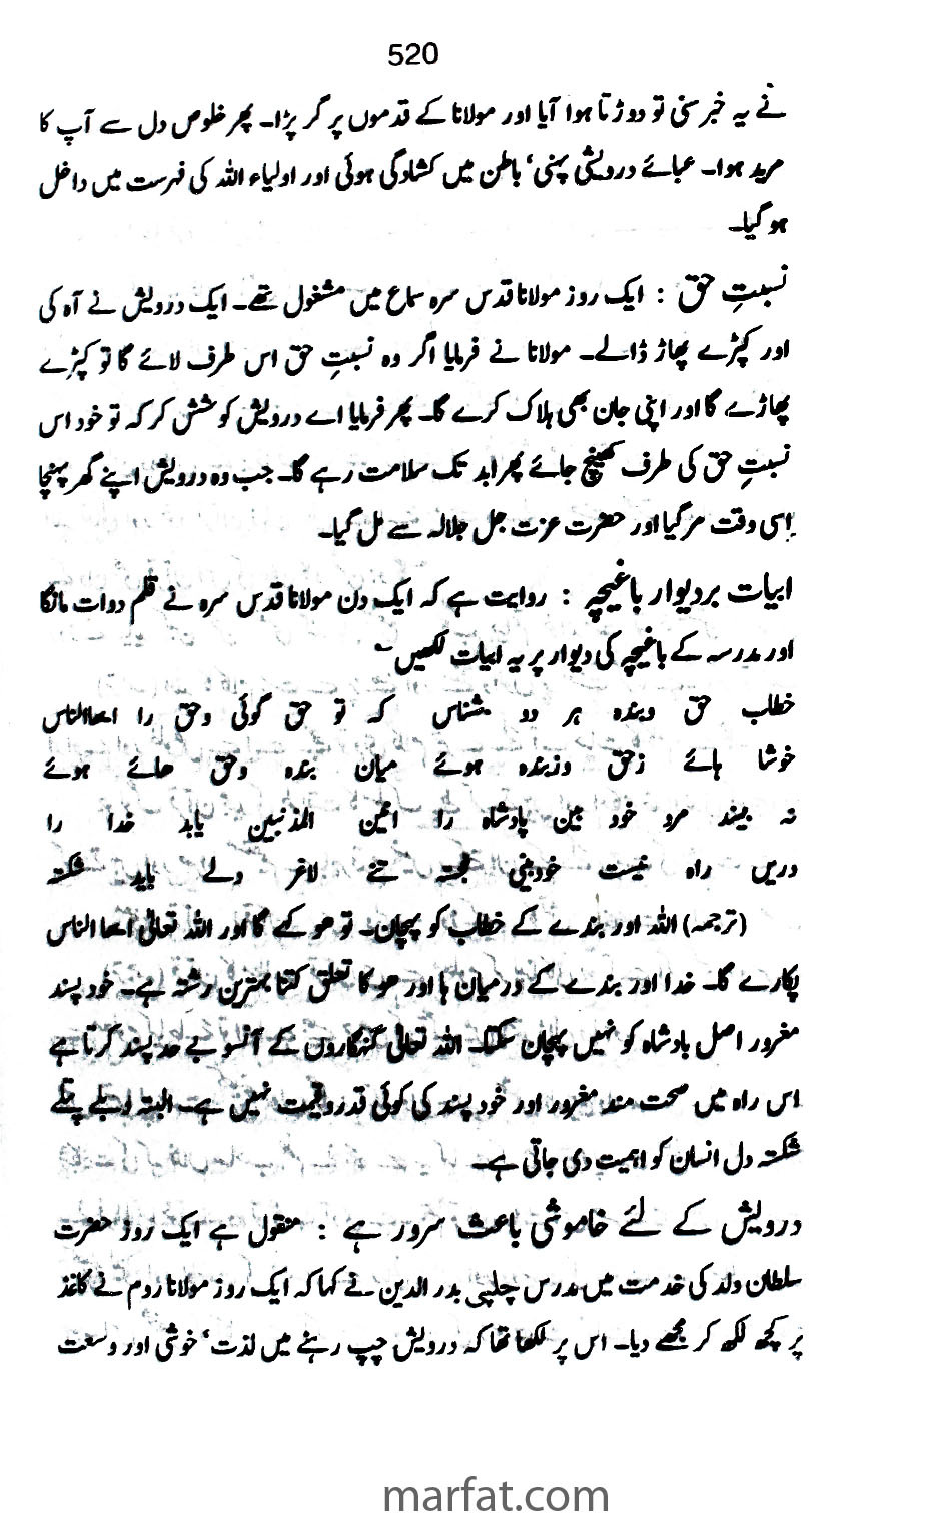 520
نے یہ خبر سنی تو دوڑتا ہوا آیا اور مولانا کے قدموں پر گر پڑا۔ پھر خلوص دل سے آپ کا
مرید ہوا۔ عبائے درویشی پہنی‘ باطن میں کشادگی ہوئی اور اولیاء اللہ کی فہرست میں داخل
ہو گیا۔
نسبتِ حق : ایک روز مولانا قدس سرہ سماع میں مشغول تھے۔ ایک درویش نے آہ کی
اور کپڑے پھاڑ ڈالے۔ مولانا نے فرمایا اگر وہ نسبتِ حق اس طرف لائے گا تو کپڑے
پھاڑے گا اور اپنی جان بھی ہلاک کرے گا۔ پھر فرمایا اے درویش کوشش کر کہ تو خود اس
نسبتِ حق کی طرف کھینچ جائے پھر ابد تک سلامت رہے گا۔ جب وہ درویش اپنے گھر پہنچا
اِسی وقت مر گیا اور حضرت عزت جل جلالہ سے مل گیا۔
ابیات بر دیوار باغیچہ : روایت ہے کہ ایک دن مولانا قدس سرہ نے قلم دوات مانگا
اور مدرسہ کے باغیچہ کی دیوار پر یہ ابیات لکھیں۔
خطاب حق و بندہ ہر دو شناس کہ تو حق گوئی و حق را احھا الناس
خوشا ہائے زحق وزبندہ ہوئے میان بندہ و حق ھائے ہوئے
نہ بیند مرد خود بین پادشاہ را انین المذنبین یابد خدا را
دریں راہ نیست خودبینی خجستہ تنے لاغر ولے باید شکستہ
(ترجمہ) اللہ اور بندے کے خطاب کو پہچان۔ تو ھو کہے گا اور اللہ تعالیٰ احھا الناس
پکارے گا۔ خدا اور بندے کے درمیان ہا اور ھو کا تعلق کتنا بہترین رشتہ ہے۔ خود پسند
مغرور اصل بادشاہ کو نہیں پہچان سکتا۔ اللہ تعالیٰ گنہگاروں کے آنسو بے حد پسند کرتا ہے
اس راہ میں صحت مند مغرور اور خود پسند کی کوئی قدروقیمت نہیں ہے۔ البتہ دبلے پتلے
شکستہ دل انسان کو اہمیت دی جاتی ہے۔
درویش کے لئے خاموشی باعث سرور ہے : منقول ہے ایک روز حضرت
سلطان ولد کی خدمت میں مدرس چلپی بدر الدین نے کہا کہ ایک روز مولانا روم نے کاغذ
پر کچھ لکھ کر مجھے دیا۔ اس پر لکھا تھا کہ درویش چپ رہنے میں لذت‘ خوشی اور وسعت
marfat.com